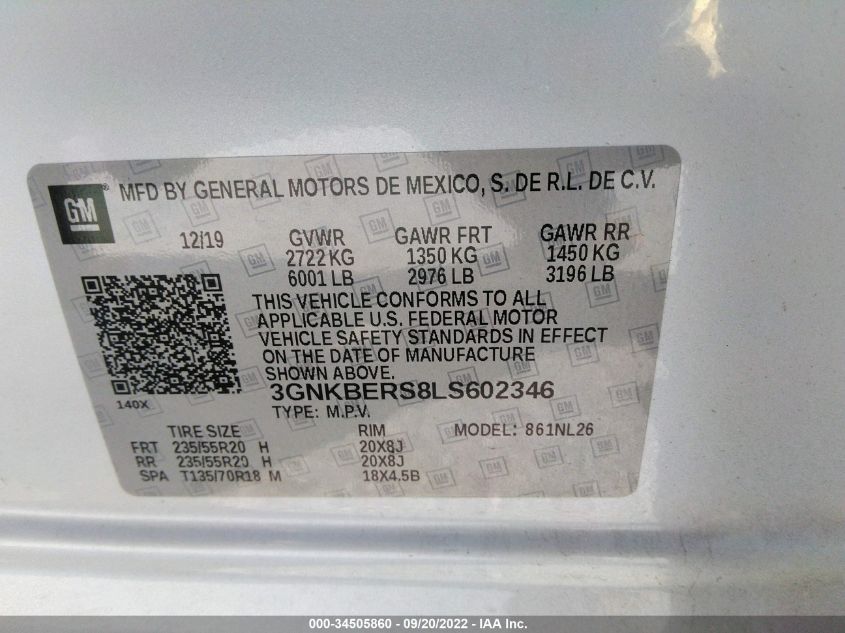 GM ® MFD BY GENERAL MOTORS DE MEXICO, S. DE R.L. DE C.V.
12/19 GVWR GAWR FRT GAWR RR
2722 KG 1350 KG 1450 KG
6001 LB 2976 LB 3196 LB
THIS VEHICLE CONFORMS TO ALL
APPLICABLE U.S. FEDERAL MOTOR
VEHICLE SAFETY STANDARDS IN EFFECT
ON THE DATE OF MANUFACTURE
SHOWN ABOVE.
140X 3GNKBERS8LS602346
TYPE: M.P.V.
TIRE SIZE RIM MODEL: 861NL26
FRT 235/55R20 H 20X8J
RR 235/55R20 H 20X8J
SPA T135/70R18 M 18X4.5B
000-34505860 - 09/20/2022 - IAA Inc.